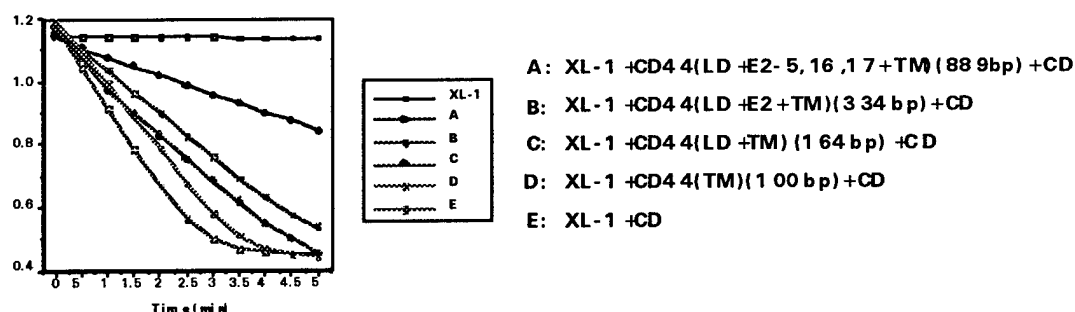 1.2
1.0
0.8
0.6
0.4
0 5 1 1.5 2 2.5 3 3.5 4 4.5 5
Time(min)
XL-1
A
B
C
D
E
A: XL-1 +CD44(LD +E2-5,16,17+TM)(889bp) +CD
B: XL-1 +CD44(LD +E2+TM)(334bp) +CD
C: XL-1 +CD44(LD +TM)(164bp) +CD
D: XL-1 +CD44(TM)(100bp)+CD
E: XL-1 +CD